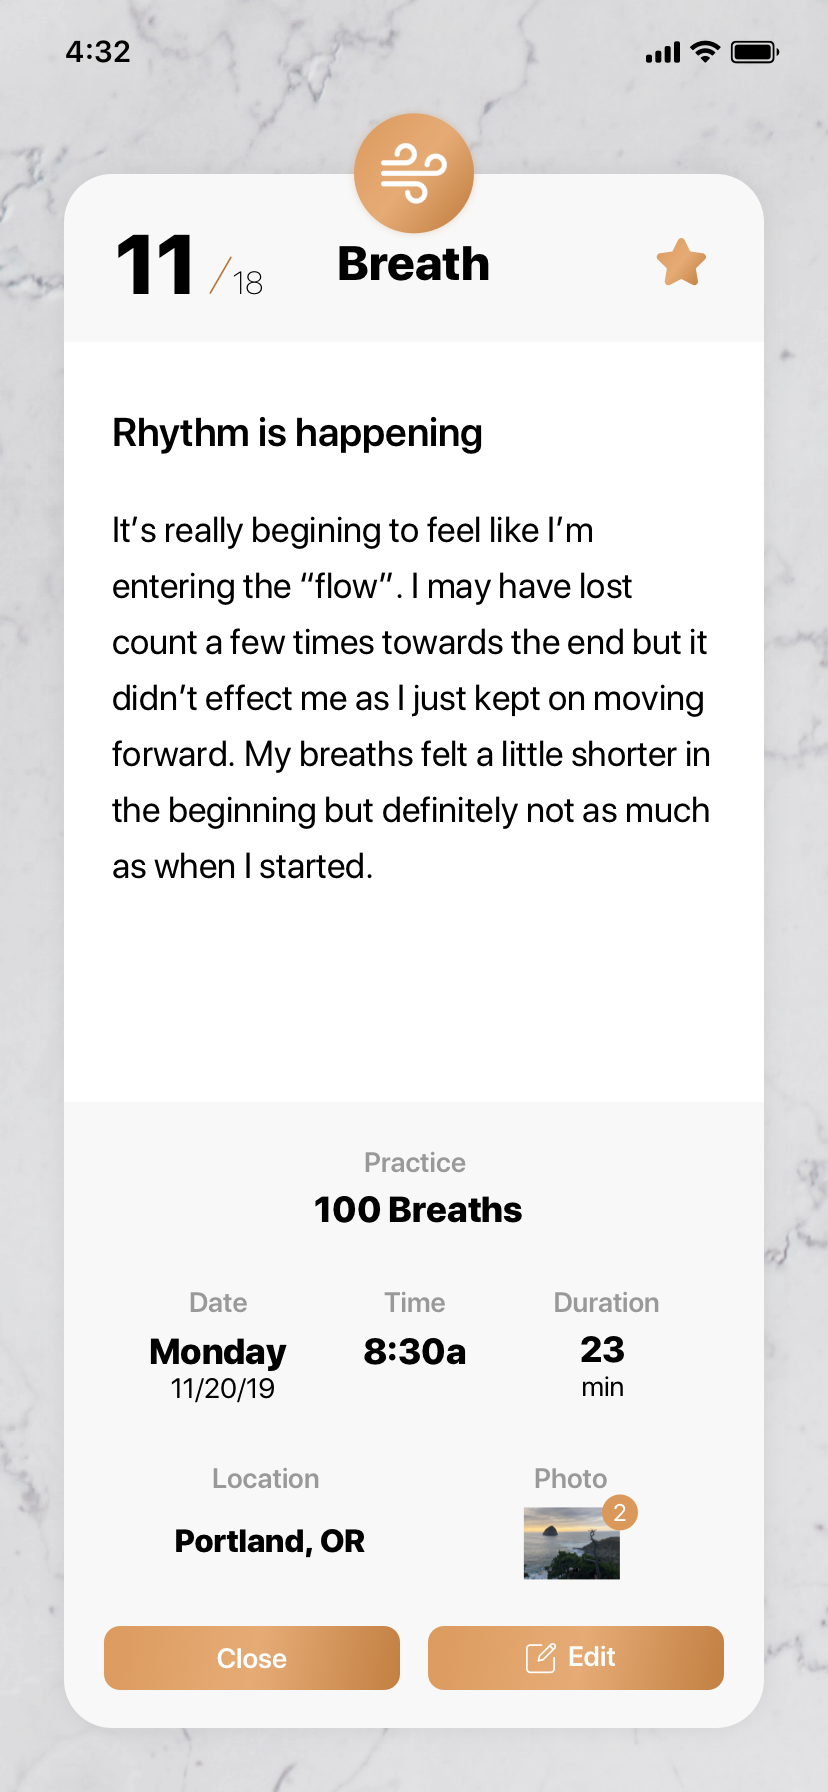 4:32
11 /18 Breath
Rhythm is happening
It’s really begining to feel like I’m
entering the “flow”. I may have lost
count a few times towards the end but it
didn’t effect me as I just kept on moving
forward. My breaths felt a little shorter in
the beginning but definitely not as much
as when I started.
Practice
100 Breaths
Date Time Duration
Monday 8:30a 23
11/20/19 min
Location Photo
2
Portland, OR
Close Edit